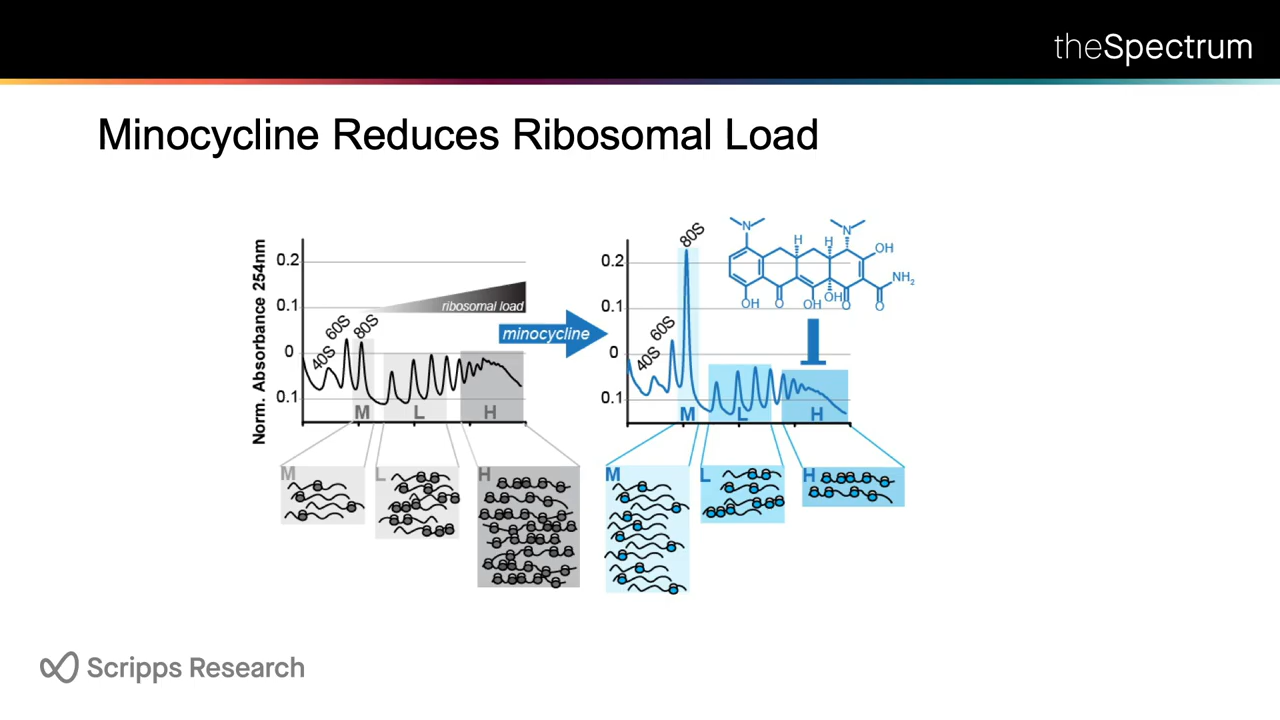 theSpectrum
Minocycline Reduces Ribosomal Load
Norm. Absorbance 254nm
0.2
0.1
0
0.1
40S
60S
80S
ribosomal load
M
L
H
minocycline
0.2
0.1
0
0.1
40S
60S
80S
M
L
H
N
H
H
N
OH
NH₂
OH
O
OH
OH
O
O
M
L
H
M
L
H
Scripps Research